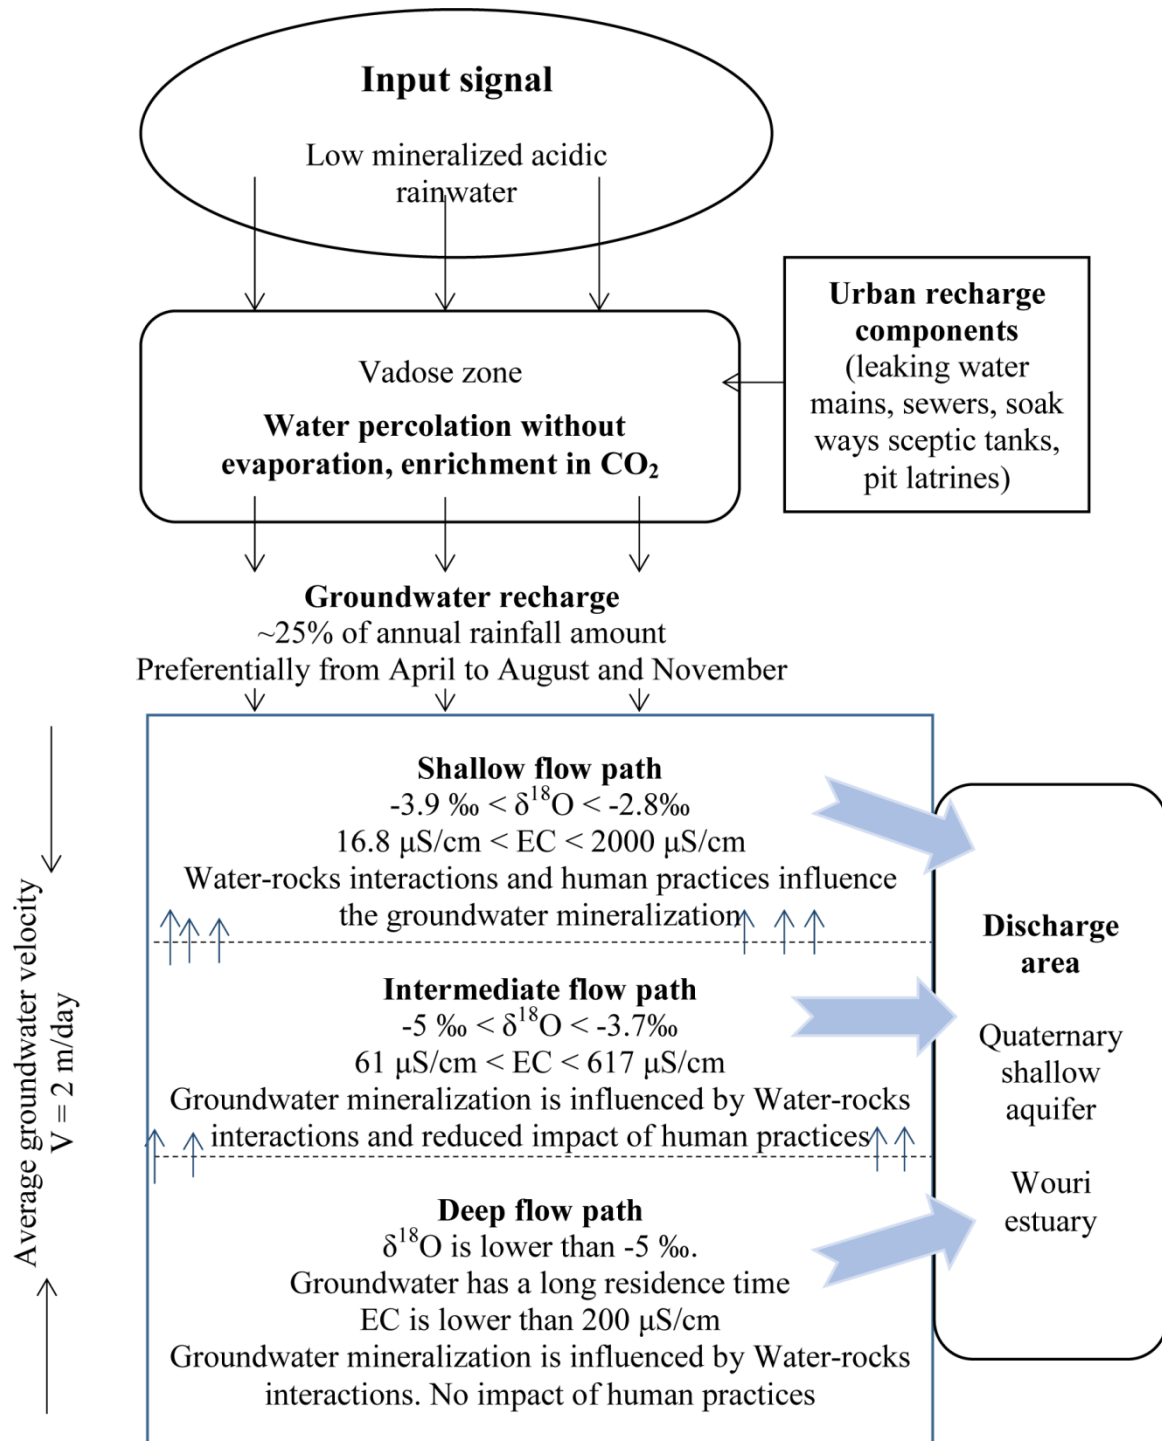 Input signal
Low mineralized acidic
rainwater
Urban recharge
components
(leaking water
mains, sewers, soak
ways sceptic tanks,
pit latrines)
Vadose zone
Water percolation without
evaporation, enrichment in CO₂
Groundwater recharge
~25% of annual rainfall amount
Preferentially from April to August and November
Average groundwater velocity
V = 2 m/day
Shallow flow path
-3.9 ‰ < δ¹⁸O < -2.8‰
16.8 µS/cm < EC < 2000 µS/cm
Water-rocks interactions and human practices influence
the groundwater mineralization
Intermediate flow path
-5 ‰ < δ¹⁸O < -3.7‰
61 µS/cm < EC < 617 µS/cm
Groundwater mineralization is influenced by Water-rocks
interactions and reduced impact of human practices
Deep flow path
δ¹⁸O is lower than -5 ‰.
Groundwater has a long residence time
EC is lower than 200 µS/cm
Groundwater mineralization is influenced by Water-rocks
interactions. No impact of human practices
Discharge
area
Quaternary
shallow
aquifer
Wouri
estuary